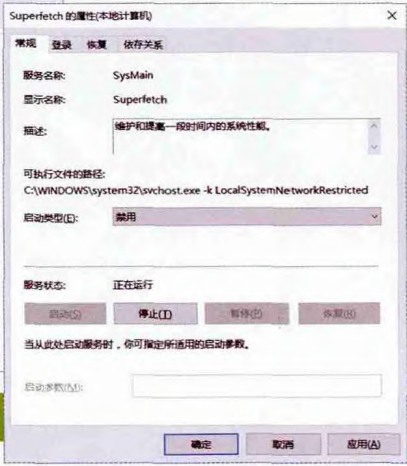 Superfetch 的属性(本地计算机)
常规 登录 恢复 依存关系
服务名称: SysMain
显示名称: Superfetch
描述: 维护和提高一段时间内的系统性能。
可执行文件的路径:
C:\WINDOWS\system32\svchost.exe -k LocalSystemNetworkRestricted
启动类型(E): 禁用
服务状态: 正在运行
启动(S) 停止(T) 暂停(P) 恢复(R)
当从此处启动服务时，你可指定所适用的启动参数。
启动参数(M):
确定 取消 应用(A)